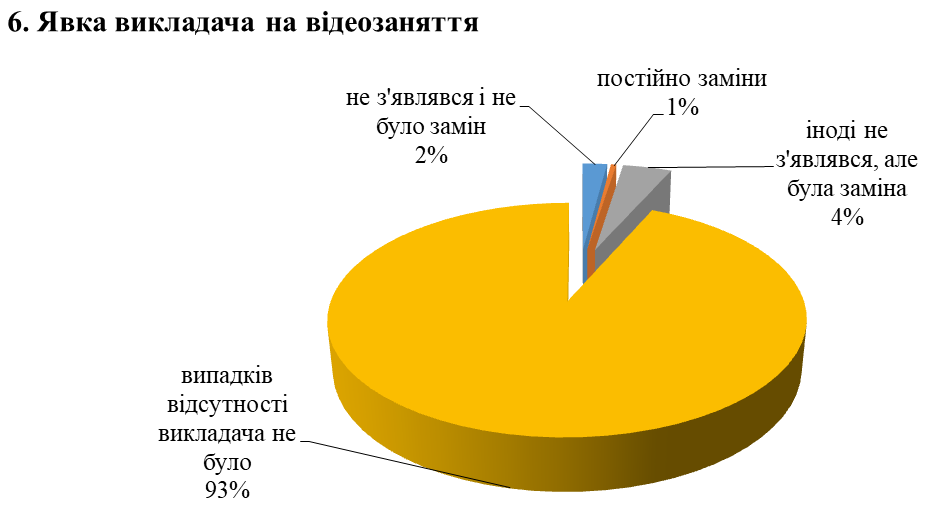 6. Явка викладача на відеозаняття
не з'являвся і не
було замін
2%
постійно заміни
1%
іноді не
з'являвся, але
була заміна
4%
випадків
відсутності
викладача не
було
93%